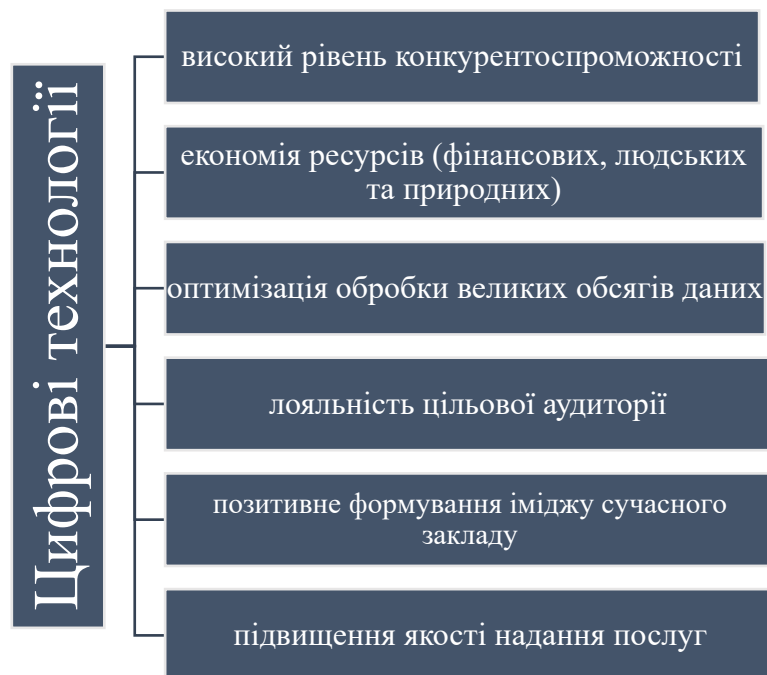 Цифрові технології
високий рівень конкурентоспроможності
економія ресурсів (фінансових, людських
та природних)
оптимізація обробки великих обсягів даних
лояльність цільової аудиторії
позитивне формування іміджу сучасного
закладу
підвищення якості надання послуг